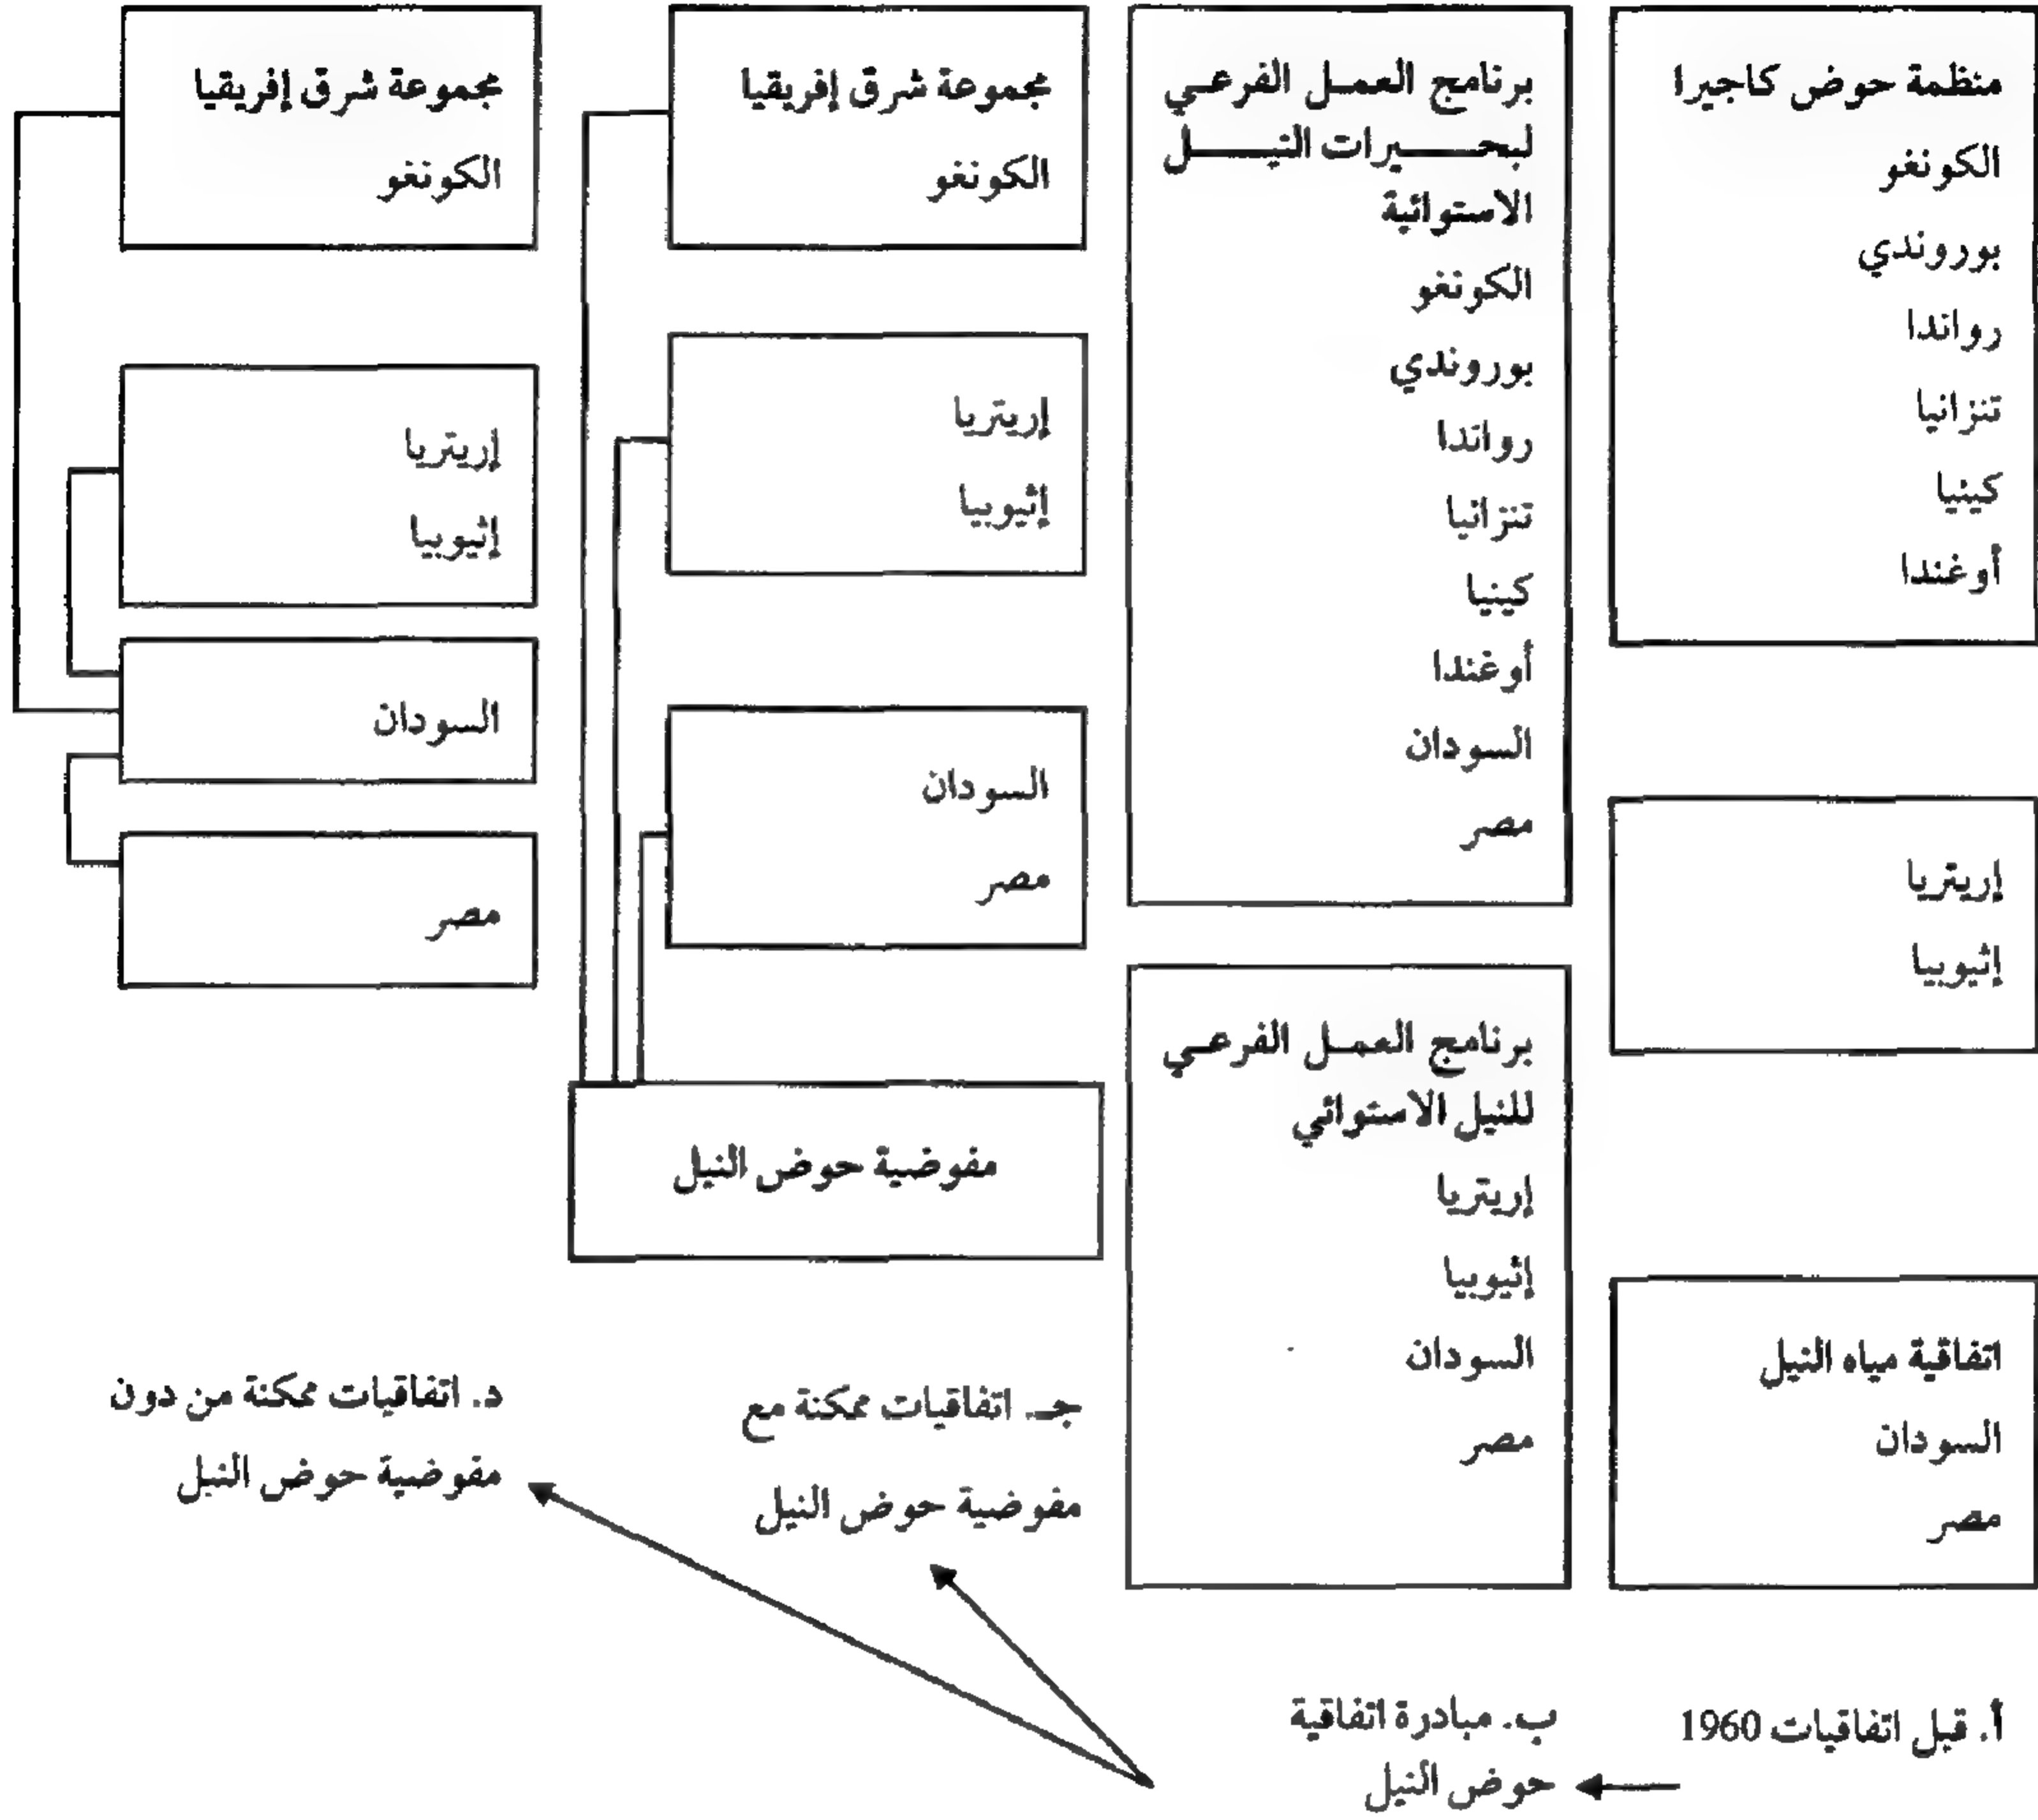 منظمة حوض كاجيرا
الكونغو
بوروندي
رواندا
تنزانيا
كينيا
أوغندا
إريتريا
إثيوبيا
اتفاقية مياه النيل
السودان
مصر
أ. قبل اتفاقيات 1960
برنامج العمل الفرعي
لبحيرات النيل
الاستوائية
الكونغو
بوروندي
رواندا
تنزانيا
كينيا
أوغندا
السودان
مصر
برنامج العمل الفرعي
للنيل الاستوائي
إريتريا
إثيوبيا
السودان
مصر
ب. مبادرة اتفاقية
حوض النيل
مجموعة شرق إفريقيا
الكونغو
إريتريا
إثيوبيا
السودان
مصر
مفوضية حوض النيل
جـ. اتفاقيات ممكنة مع
مفوضية حوض النيل
مجموعة شرق إفريقيا
الكونغو
إريتريا
إثيوبيا
السودان
مصر
د. اتفاقيات ممكنة من دون
مفوضية حوض النيل